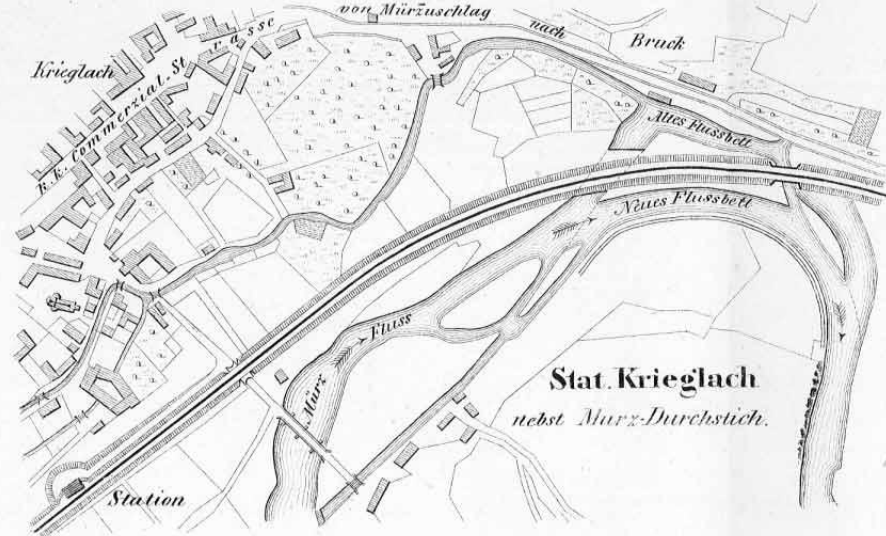 von Mürzuschlag nach Bruck
Krieglach
k.k. Commerzial. Strasse
Altes Flussbett
Neues Flussbett
Mürz Fluss
Stat. Krieglach
nebst Murz-Durchstich.
Station